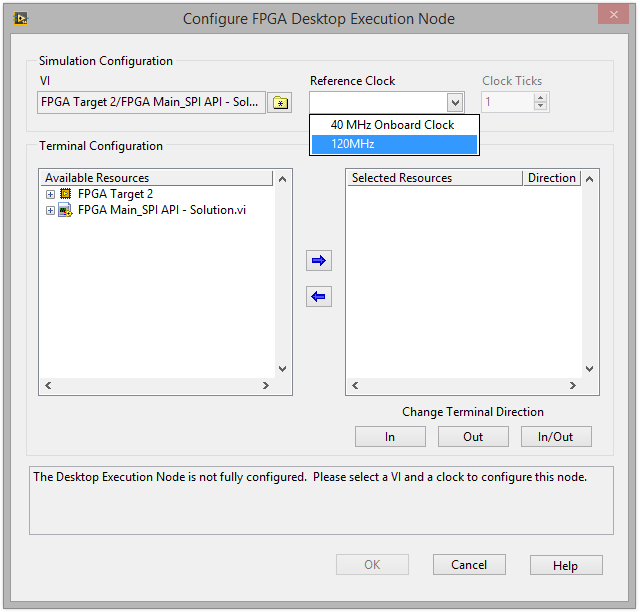 Configure FPGA Desktop Execution Node
Simulation Configuration
VI
Reference Clock
Clock Ticks
FPGA Target 2/FPGA Main_SPI API - Sol...
1
40 MHz Onboard Clock
120MHz
Terminal Configuration
Available Resources
Selected Resources
Direction
FPGA Target 2
FPGA Main_SPI API - Solution.vi
Change Terminal Direction
In
Out
In/Out
The Desktop Execution Node is not fully configured.  Please select a VI and a clock to configure this node.
OK
Cancel
Help